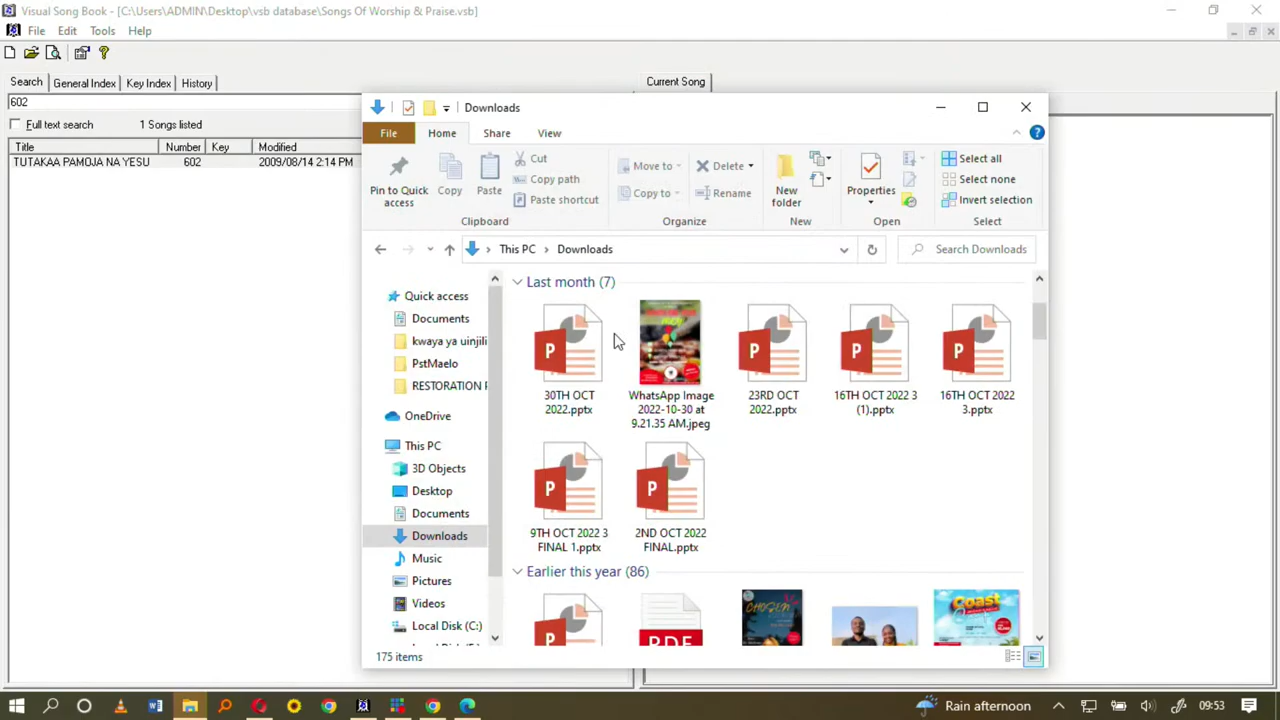 Visual Song Book - [C:\Users\ADMIN\Desktop\vsb database\Songs Of Worship & Praise.vsb]
File Edit Tools Help
Search General Index Key Index History
Current Song
602
Full text search 1 Songs listed
Title Number Key Modified
TUTAKAA PAMOJA NA YESU 602 2009/08/14 2:14 PM
Downloads
File Home Share View
Pin to Quick access
Copy
Paste
Cut
Copy path
Paste shortcut
Clipboard
Move to
Copy to
Delete
Rename
Organize
New folder
New
Properties
Open
Select all
Select none
Invert selection
Select
This PC Downloads
Search Downloads
Quick access
Documents
kwaya ya uinjili
PstMaelo
RESTORATION
OneDrive
This PC
3D Objects
Desktop
Documents
Downloads
Music
Pictures
Videos
Local Disk (C:)
Last month (7)
30TH OCT 2022.pptx
WhatsApp Image 2022-10-30 at 9.21.35 AM.jpeg
23RD OCT 2022.pptx
16TH OCT 2022 3 (1).pptx
16TH OCT 2022 3.pptx
9TH OCT 2022 3 FINAL 1.pptx
2ND OCT 2022 FINAL.pptx
Earlier this year (86)
PDF
CHOSEN
Coast
175 items
Rain afternoon
09:53